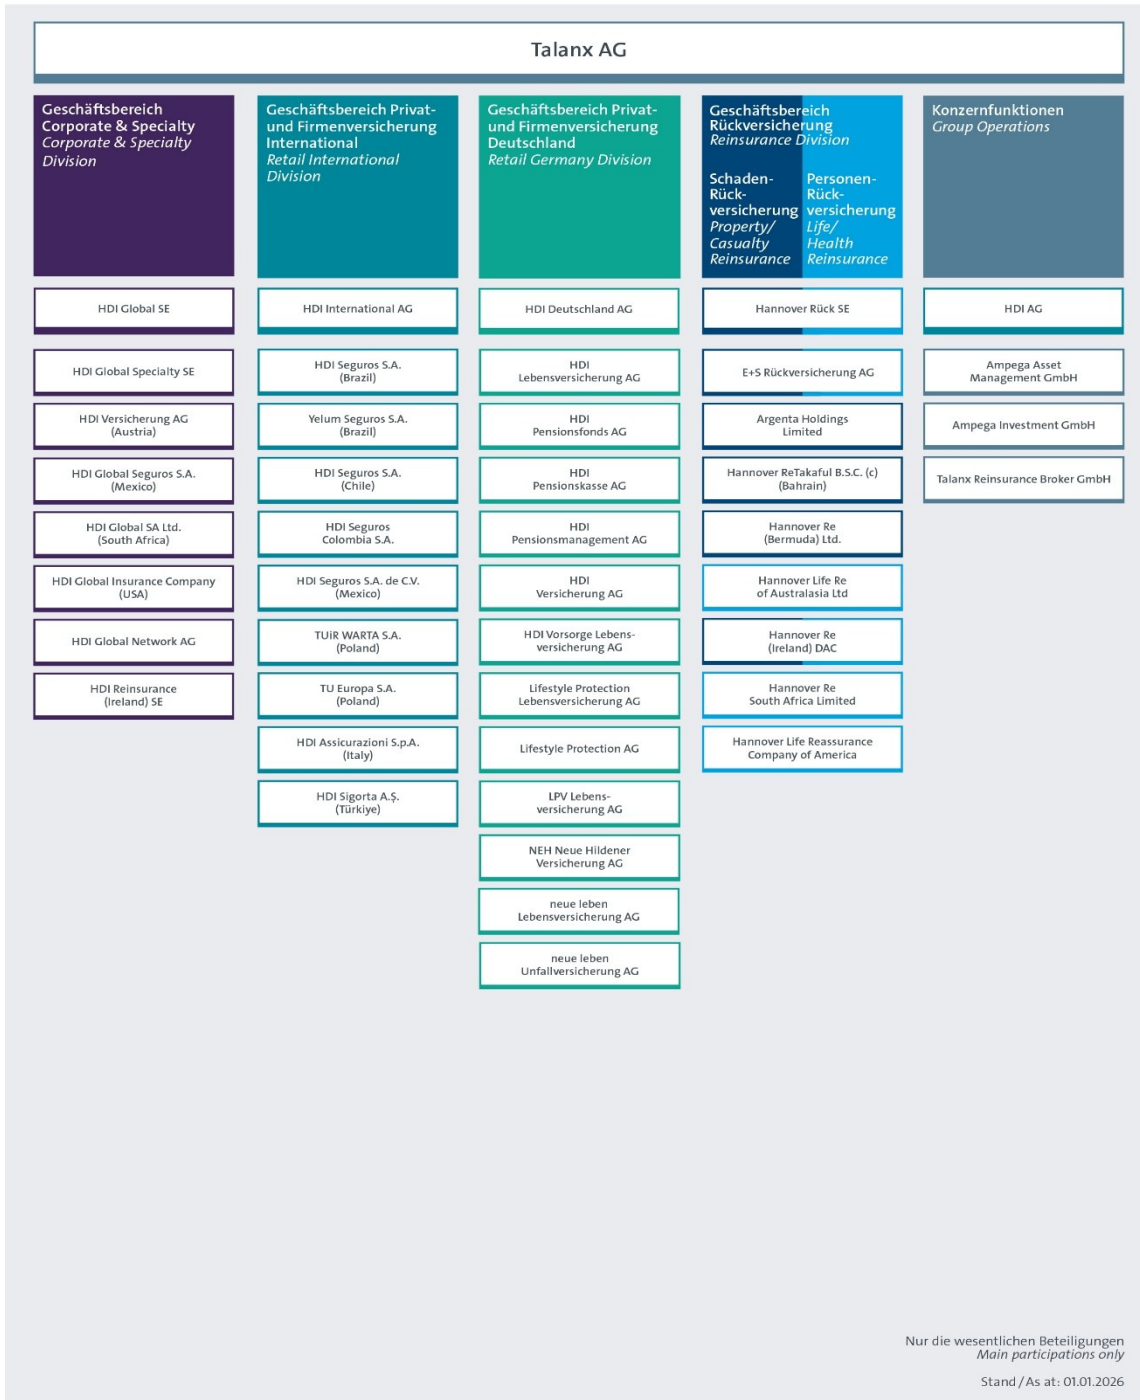 Talanx AG
Geschäftsbereich
Corporate & Specialty
Corporate & Specialty
Division
HDI Global SE
HDI Global Specialty SE
HDI Versicherung AG
(Austria)
HDI Global Seguros S.A.
(Mexico)
HDI Global SA Ltd.
(South Africa)
HDI Global Insurance Company
(USA)
HDI Global Network AG
HDI Reinsurance
(Ireland) SE
Geschäftsbereich Privat-
und Firmenversicherung
International
Retail International
Division
HDI International AG
HDI Seguros S.A.
(Brazil)
Yelum Seguros S.A.
(Brazil)
HDI Seguros S.A.
(Chile)
HDI Seguros
Colombia S.A.
HDI Seguros S.A. de C.V.
(Mexico)
TUiR WARTA S.A.
(Poland)
TU Europa S.A.
(Poland)
HDI Assicurazioni S.p.A.
(Italy)
HDI Sigorta A.Ş.
(Türkiye)
Geschäftsbereich Privat-
und Firmenversicherung
Deutschland
Retail Germany Division
HDI Deutschland AG
HDI
Lebensversicherung AG
HDI
Pensionsfonds AG
HDI
Pensionskasse AG
HDI
Pensionsmanagement AG
HDI
Versicherung AG
HDI Vorsorge Lebens-
versicherung AG
Lifestyle Protection
Lebensversicherung AG
Lifestyle Protection AG
LPV Lebens-
versicherung AG
NEH Neue Hildener
Versicherung AG
neue leben
Lebensversicherung AG
neue leben
Unfallversicherung AG
Geschäftsbereich
Rückversicherung
Reinsurance Division
Schaden-
Rück-
versicherung
Property/
Casualty
Reinsurance
Personen-
Rück-
versicherung
Life/
Health
Reinsurance
Hannover Rück SE
E+S Rückversicherung AG
Argenta Holdings
Limited
Hannover ReTakaful B.S.C. (c)
(Bahrain)
Hannover Re
(Bermuda) Ltd.
Hannover Life Re
of Australasia Ltd
Hannover Re
(Ireland) DAC
Hannover Re
South Africa Limited
Hannover Life Reassurance
Company of America
Konzernfunktionen
Group Operations
HDI AG
Ampega Asset
Management GmbH
Ampega Investment GmbH
Talanx Reinsurance Broker GmbH
Nur die wesentlichen Beteiligungen
Main participations only
Stand / As at: 01.01.2026